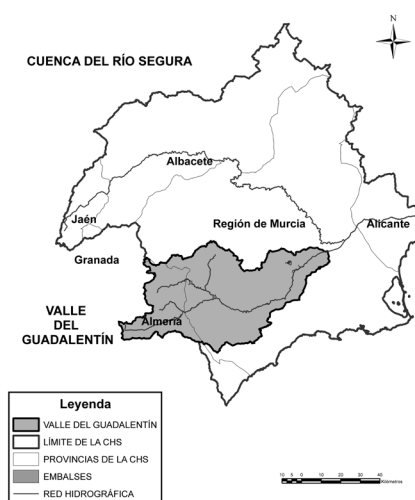 N
CUENCA DEL RÍO SEGURA
Albacete
Jaén
Región de Murcia
Alicante
Granada
VALLE
DEL
GUADALENTÍN
Almería
Leyenda
VALLE DEL GUADALENTÍN
LÍMITE DE LA CHS
PROVINCIAS DE LA CHS
EMBALSES
RED HIDROGRÁFICA
10 5 0 10 20 30 40
Kilómetros